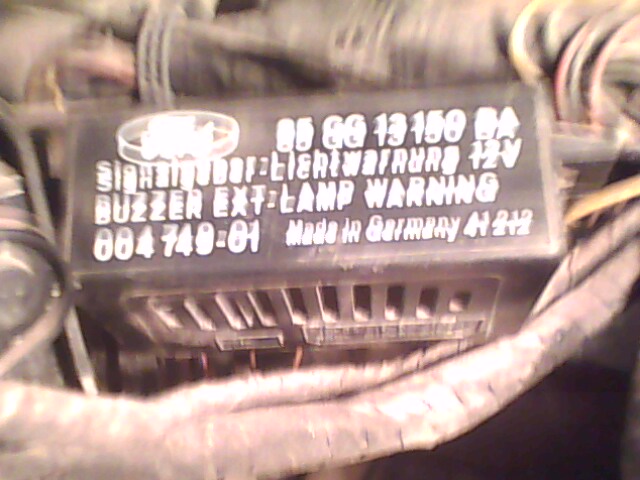 Ford 85 GG 13150 BA
Signalgeber-Lichtwarnung 12V
BUZZER EXT-LAMP WARNING
004 749-01 Made in Germany 41 212